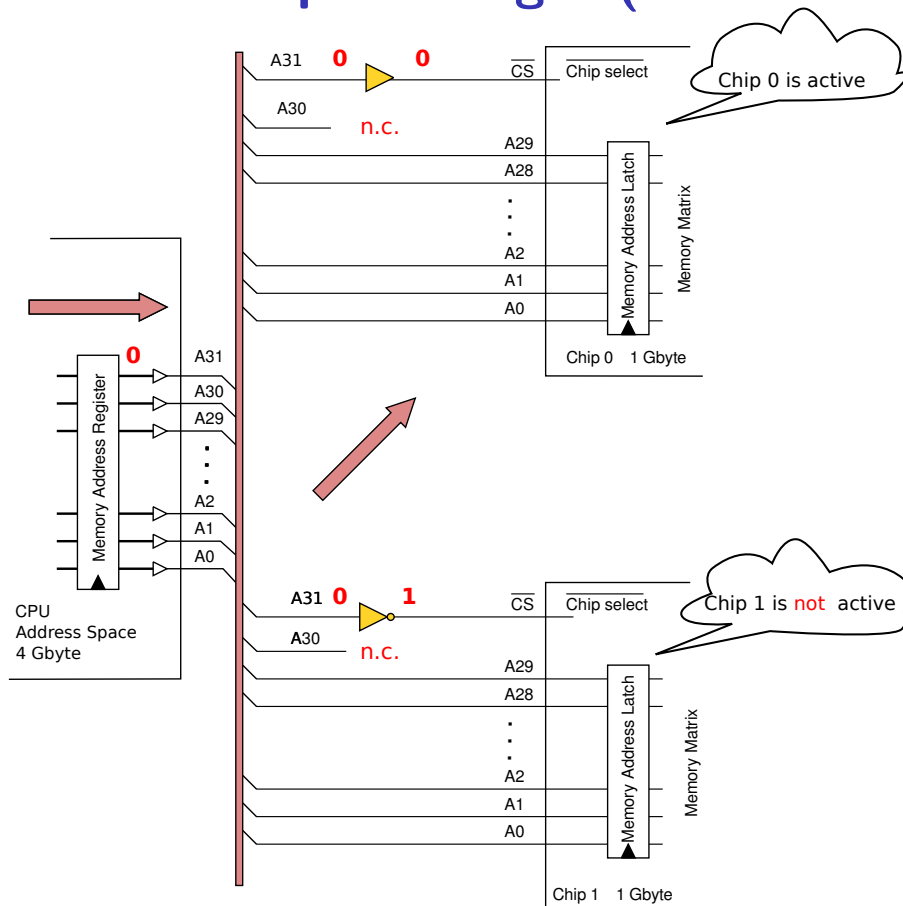 A31 0 0 CS Chip select
Chip 0 is active
A30 n.c.
A29
A28
A2
A1
A0
Memory Address Latch
Memory Matrix
Chip 0 1 Gbyte
0
A31
A30
A29
A2
A1
A0
Memory Address Register
CPU
Address Space
4 Gbyte
A31 0 1 CS Chip select
Chip 1 is not active
A30 n.c.
A29
A28
A2
A1
A0
Memory Address Latch
Memory Matrix
Chip 1 1 Gbyte